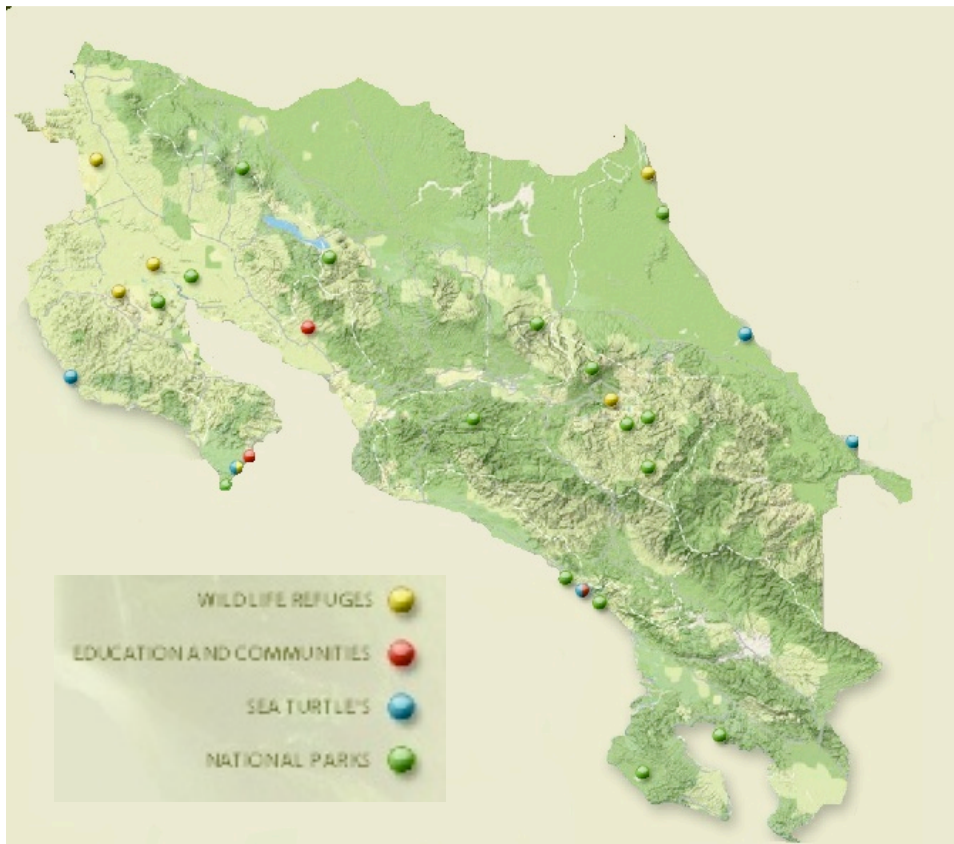 WILDLIFE REFUGES
EDUCATION AND COMMUNITIES
SEA TURTLE'S
NATIONAL PARKS